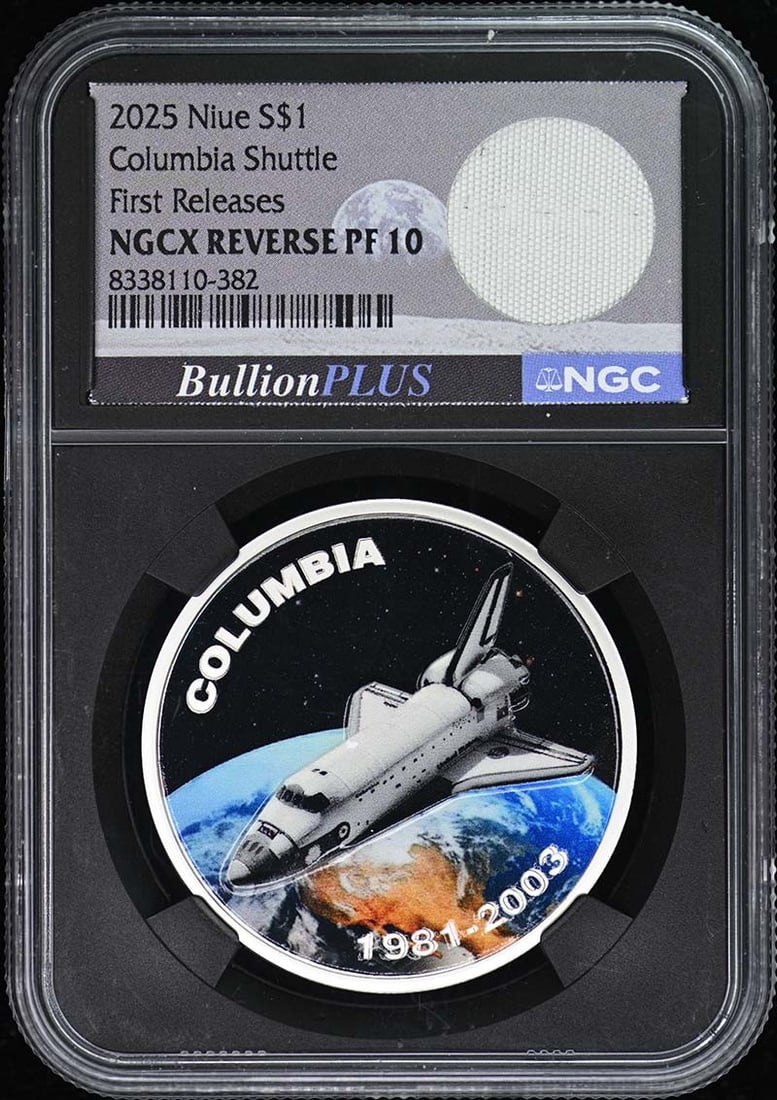 2025 Niue S$1
Columbia Shuttle
First Releases
NGCX REVERSE PF 10
8338110-382
BullionPLUS
NGC
COLUMBIA
1981-2003